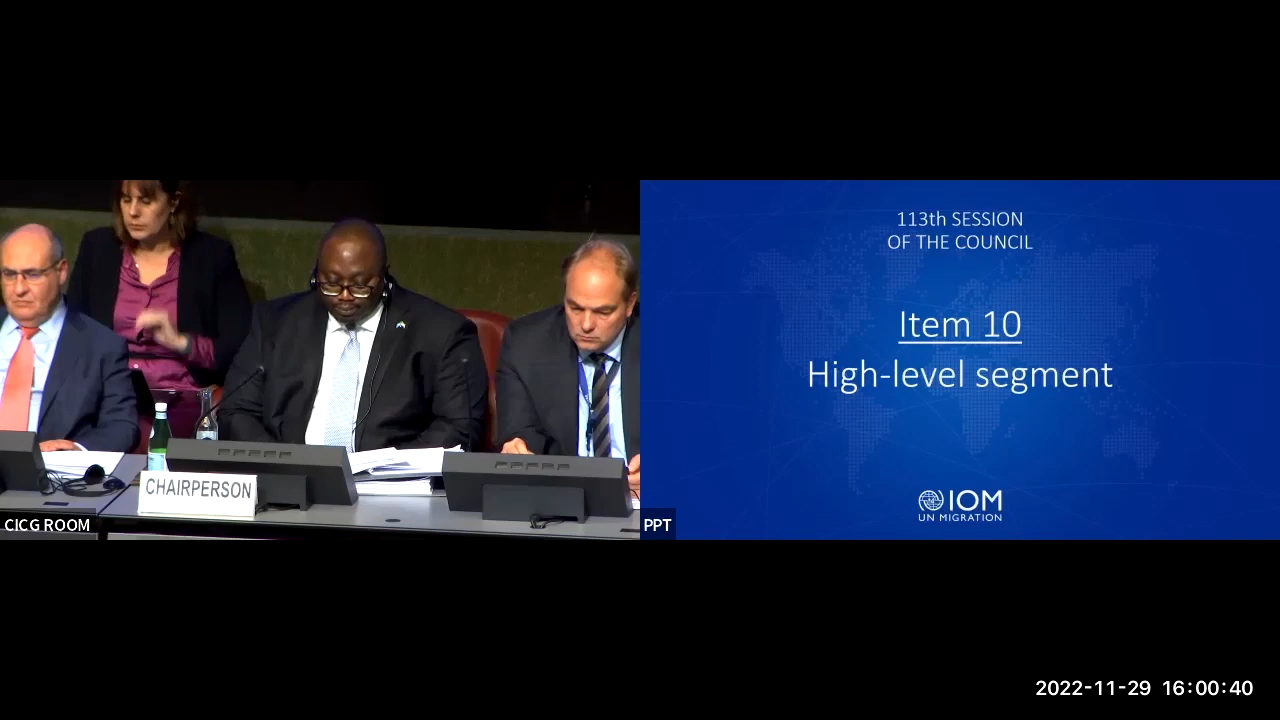 CHAIRPERSON
CICG ROOM
113th SESSION
OF THE COUNCIL
Item 10
High-level segment
IOM
UN MIGRATION
PPT
2022-11-29 16:00:40